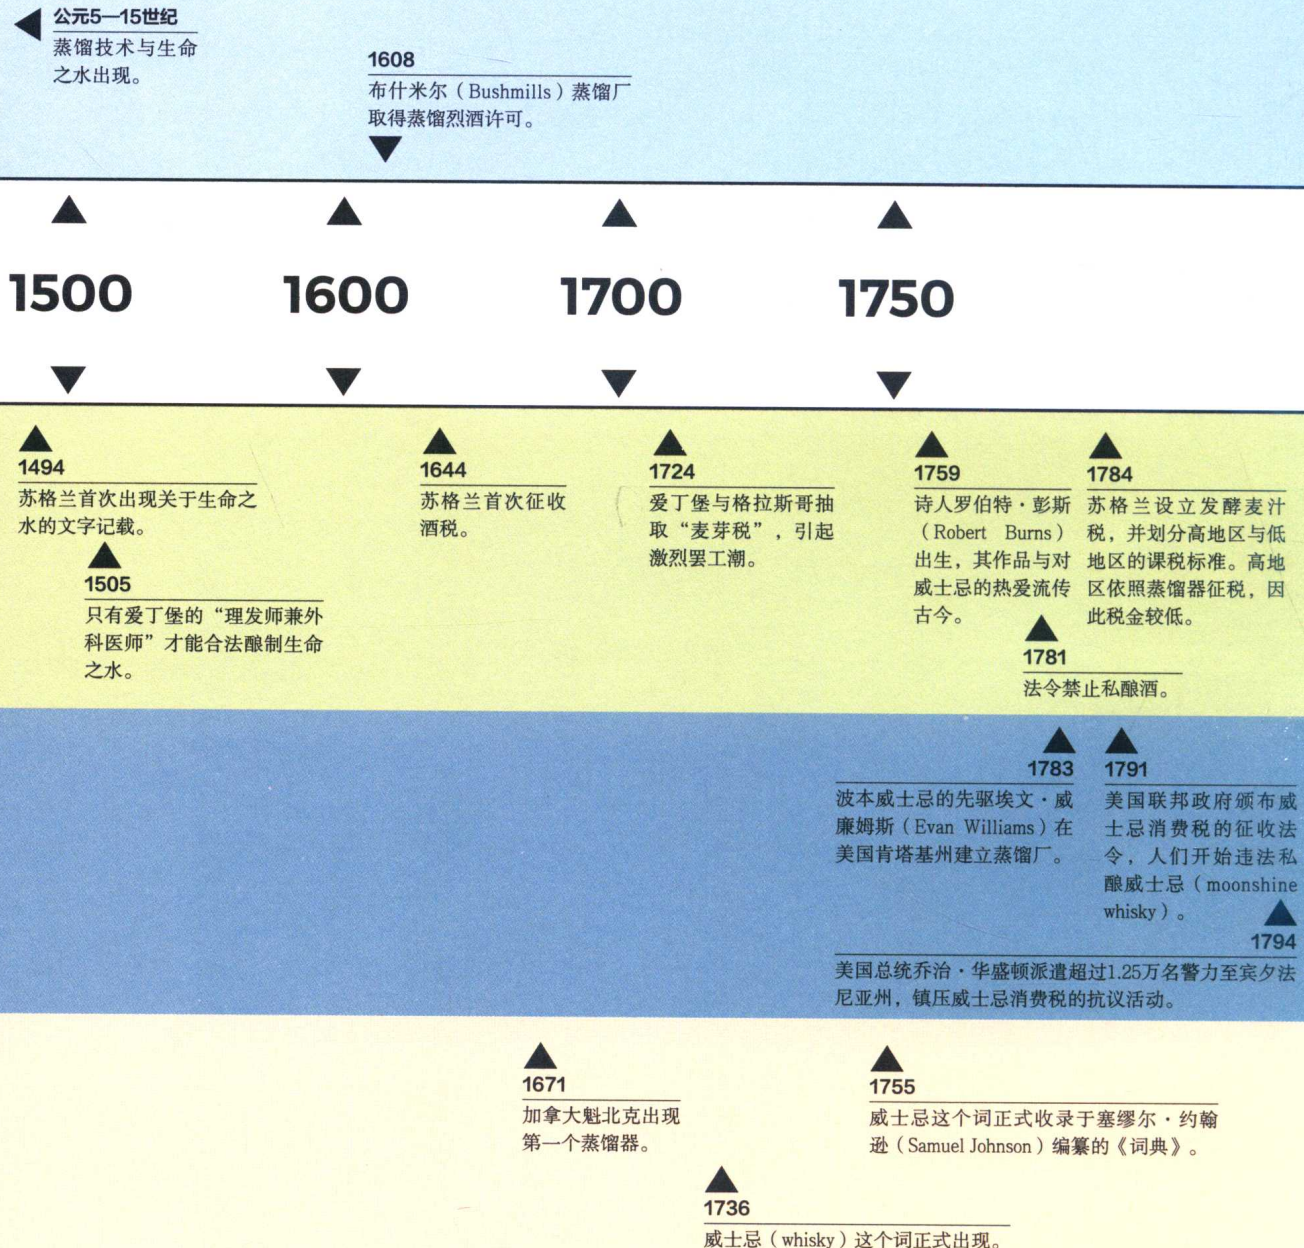 公元5—15世纪
蒸馏技术与生命
之水出现。
1608
布什米尔（Bushmills）蒸馏厂
取得蒸馏烈酒许可。
1500
1600
1700
1750
1494
苏格兰首次出现关于生命之
水的文字记载。
1505
只有爱丁堡的“理发师兼外
科医师”才能合法酿制生命
之水。
1644
苏格兰首次征收
酒税。
1724
爱丁堡与格拉斯哥抽
取“麦芽税”，引起
激烈罢工潮。
1759
诗人罗伯特·彭斯
（Robert Burns）
出生，其作品与对
威士忌的热爱流传
古今。
1781
法令禁止私酿酒。
1784
苏格兰设立发酵麦汁
税，并划分高地区与低
地区的课税标准。高地
区依照蒸馏器征税，因
此税金较低。
1783
波本威士忌的先驱埃文·威
廉姆斯（Evan Williams）在
美国肯塔基州建立蒸馏厂。
1791
美国联邦政府颁布威
士忌消费税的征收法
令，人们开始违法私
酿威士忌（moonshine
whisky）。
1794
美国总统乔治·华盛顿派遣超过1.25万名警力至宾夕法
尼亚州，镇压威士忌消费税的抗议活动。
1671
加拿大魁北克出现
第一个蒸馏器。
1755
威士忌这个词正式收录于塞缪尔·约翰
逊（Samuel Johnson）编纂的《词典》。
1736
威士忌（whisky）这个词正式出现。